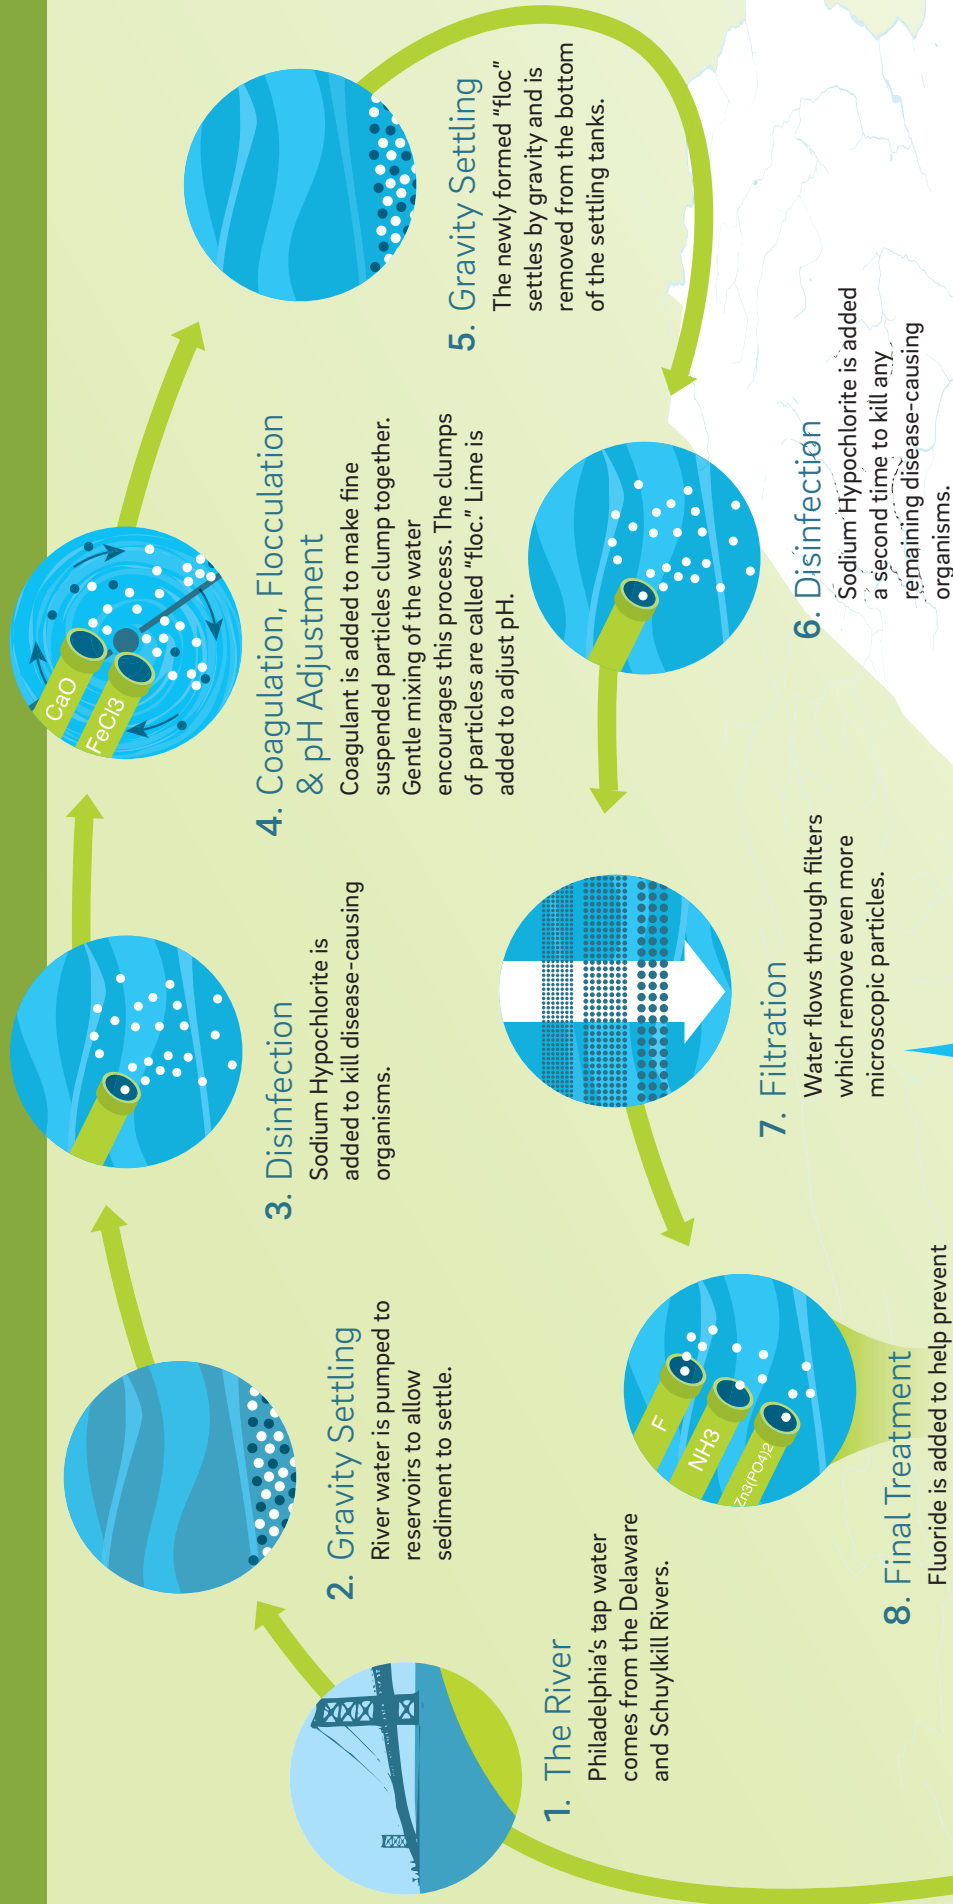 1. The River
Philadelphia’s tap water
comes from the Delaware
and Schuylkill Rivers.
2. Gravity Settling
River water is pumped to
reservoirs to allow
sediment to settle.
3. Disinfection
Sodium Hypochlorite is
added to kill disease-causing
organisms.
CaO
FeCl3
4. Coagulation, Flocculation
& pH Adjustment
Coagulant is added to make fine
suspended particles clump together.
Gentle mixing of the water
encourages this process. The clumps
of particles are called “floc.” Lime is
added to adjust pH.
5. Gravity Settling
The newly formed “floc”
settles by gravity and is
removed from the bottom
of the settling tanks.
6. Disinfection
Sodium Hypochlorite is added
a second time to kill any
remaining disease-causing
organisms.
7. Filtration
Water flows through filters
which remove even more
microscopic particles.
F
NH3
Zn3(PO4)2
8. Final Treatment
Fluoride is added to help prevent